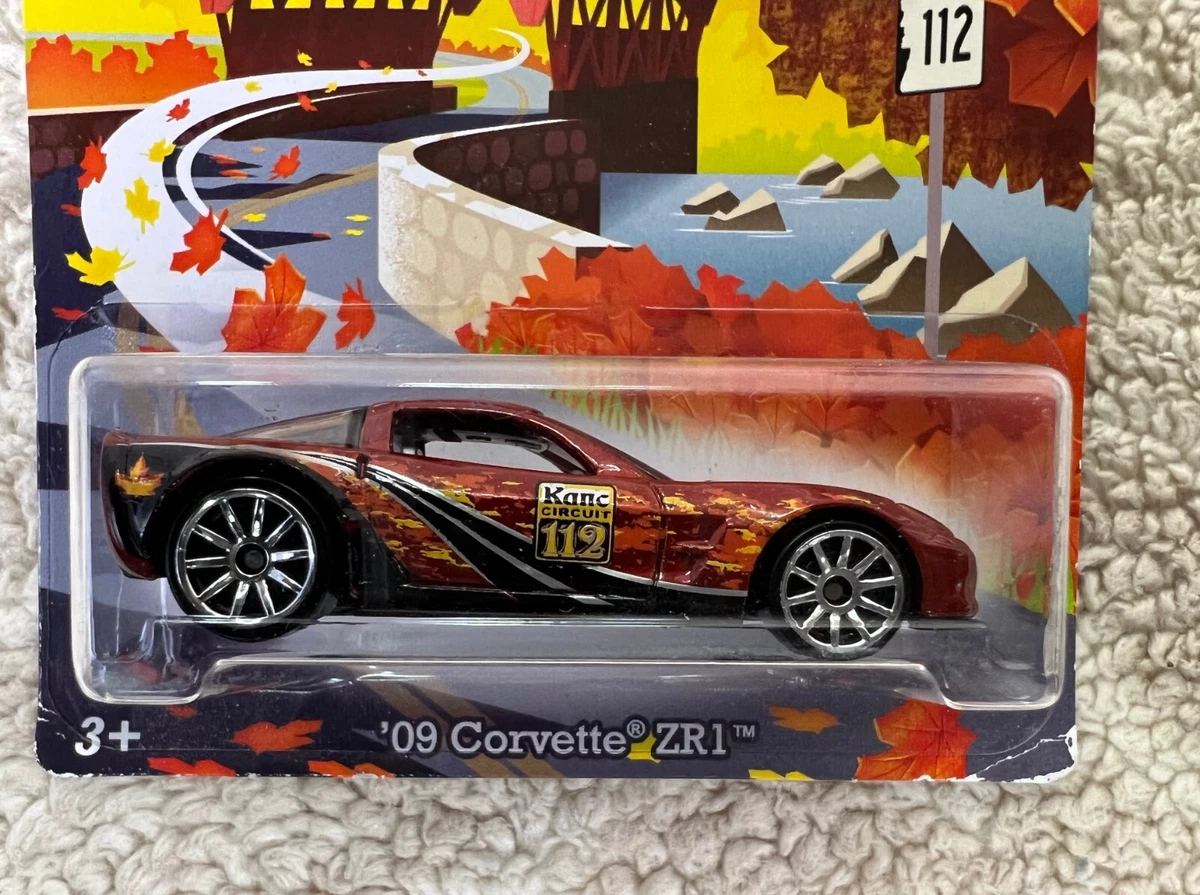 112
Kanc
CIRCUIT
112
3+
'09 Corvette® ZR1™